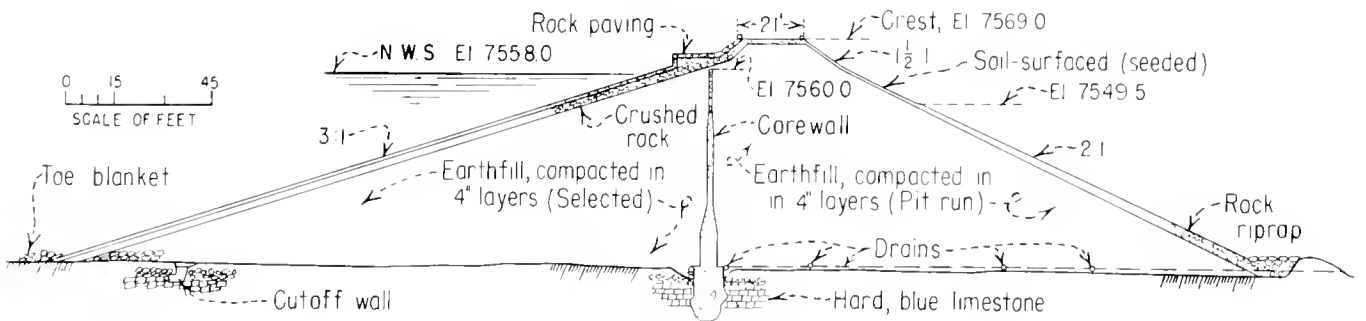 Rock paving
21'
Crest, El 7569 0
N W. S El 7558.0
1 1/2 1
Soil-surfaced (seeded)
0 15 45
SCALE OF FEET
El 7560 0
El 7549 5
Crushed
rock
Corewall
3:1
2 1
Toe blanket
Earthfill, compacted in
4" layers (Selected)
Earthfill, compacted in
in 4" layers (Pit run)
Rock
riprap
Drains
Cutoff wall
Hard, blue limestone